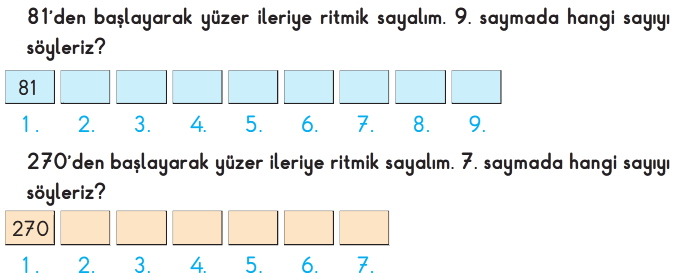 81'den başlayarak yüzer ileriye ritmik sayalım. 9. saymada hangi sayıyı
söyleriz?
81
1. 2. 3. 4. 5. 6. 7. 8. 9.
270'den başlayarak yüzer ileriye ritmik sayalım. 7. saymada hangi sayıyı
söyleriz?
270
1. 2. 3. 4. 5. 6. 7.